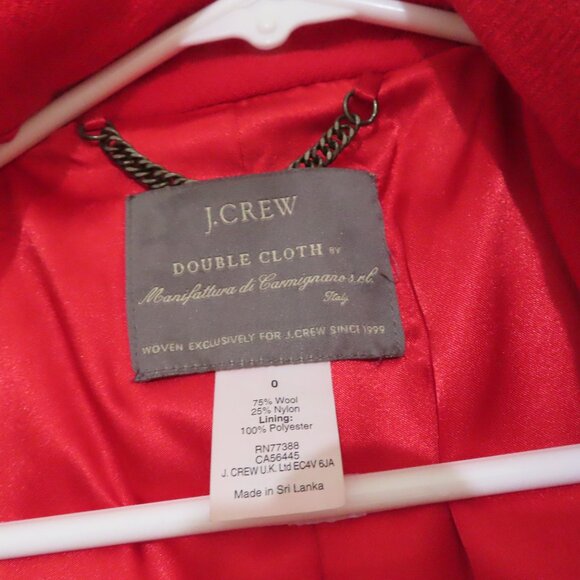 J.CREW
DOUBLE CLOTH BY
Manifattura di Carmignano s.r.l.
Italy
WOVEN EXCLUSIVELY FOR J.CREW SINCE 1999
0
75% Wool
25% Nylon
Lining:
100% Polyester
RN77388
CA56445
J. CREW U.K. Ltd EC4V 6JA
Made in Sri Lanka